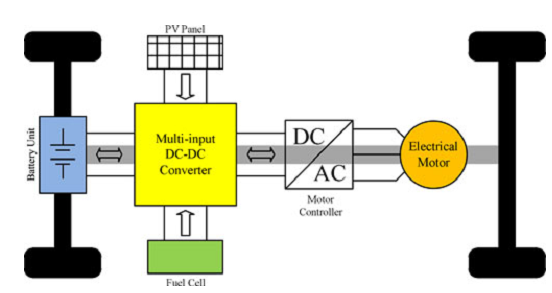 PV Panel
Battery Unit
Multi-input
DC-DC
Converter
DC
AC
Motor
Controller
Electrical
Motor
Fuel Cell